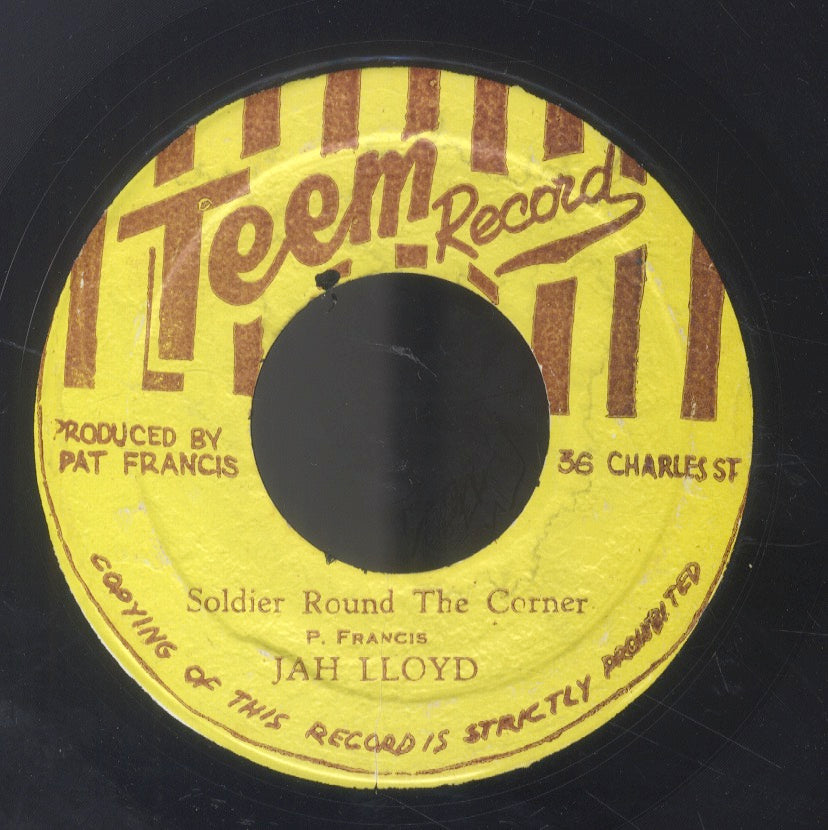 Teem Record
PRODUCED BY
PAT FRANCIS
36 CHARLES ST
Soldier Round The Corner
P. FRANCIS
JAH LLOYD
COPYING OF THIS RECORD IS STRICTLY PROHIBITED